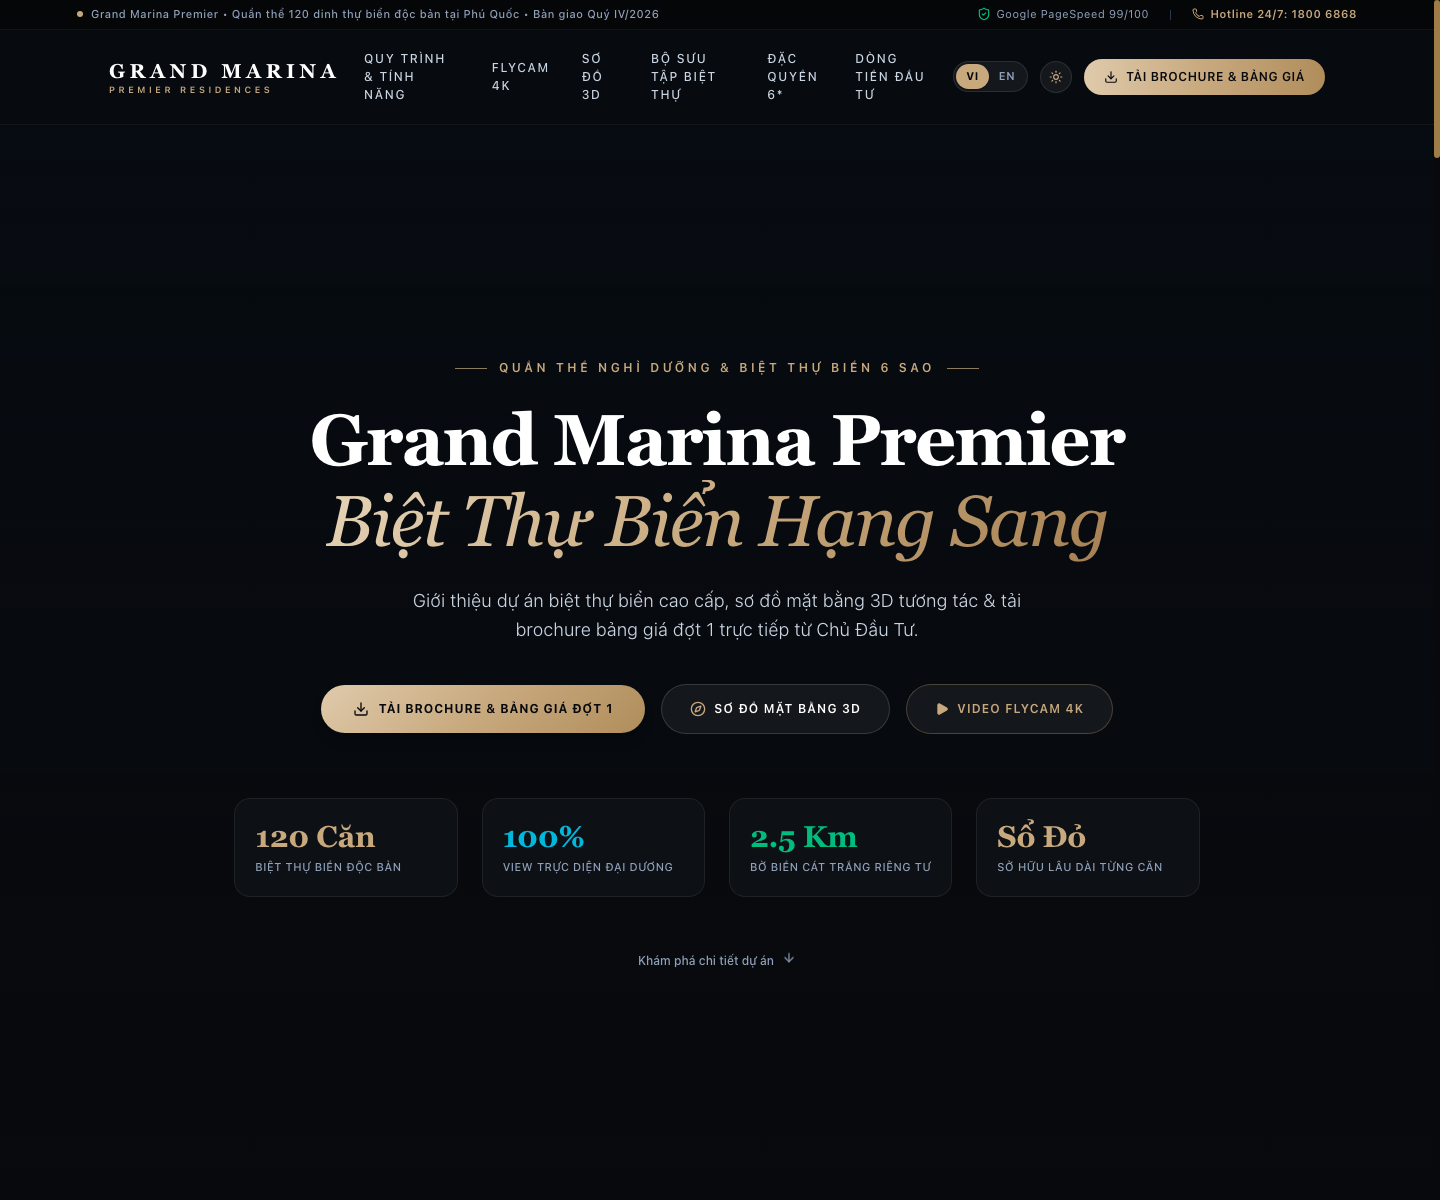 Grand Marina Premier • Quần thể 120 dinh thự biển độc bản tại Phú Quốc • Bàn giao Quý IV/2026
Google PageSpeed 99/100
Hotline 24/7: 1800 6868
GRAND MARINA
PREMIER RESIDENCES
QUY TRÌNH
& TÍNH
NĂNG
FLYCAM
4K
SƠ
ĐỒ
3D
BỘ SƯU
TẬP BIỆT
THỰ
ĐẶC
QUYỀN
6*
DÒNG
TIỀN ĐẦU
TƯ
VI
EN
TẢI BROCHURE & BẢNG GIÁ
QUẦN THỂ NGHỈ DƯỠNG & BIỆT THỰ BIỂN 6 SAO
Grand Marina Premier
Biệt Thự Biển Hạng Sang
Giới thiệu dự án biệt thự biển cao cấp, sơ đồ mặt bằng 3D tương tác & tải
brochure bảng giá đợt 1 trực tiếp từ Chủ Đầu Tư.
TẢI BROCHURE & BẢNG GIÁ ĐỢT 1
SƠ ĐỒ MẶT BẰNG 3D
VIDEO FLYCAM 4K
120 Căn
BIỆT THỰ BIỂN ĐỘC BẢN
100%
VIEW TRỰC DIỆN ĐẠI DƯƠNG
2.5 Km
BỜ BIỂN CÁT TRẮNG RIÊNG TƯ
Sổ Đỏ
SỞ HỮU LÂU DÀI TỪNG CĂN
Khám phá chi tiết dự án